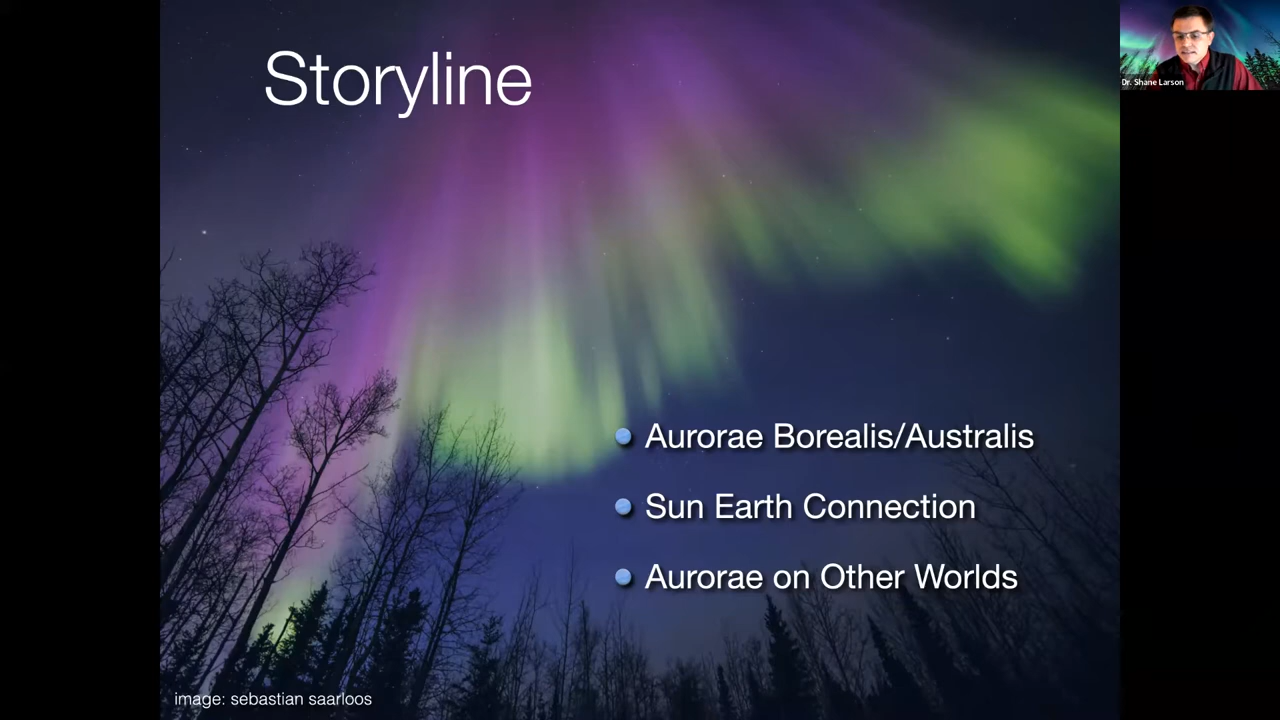 Storyline
Dr. Shane Larson
Aurorae Borealis/Australis
Sun Earth Connection
Aurorae on Other Worlds
image: sebastian saarloos